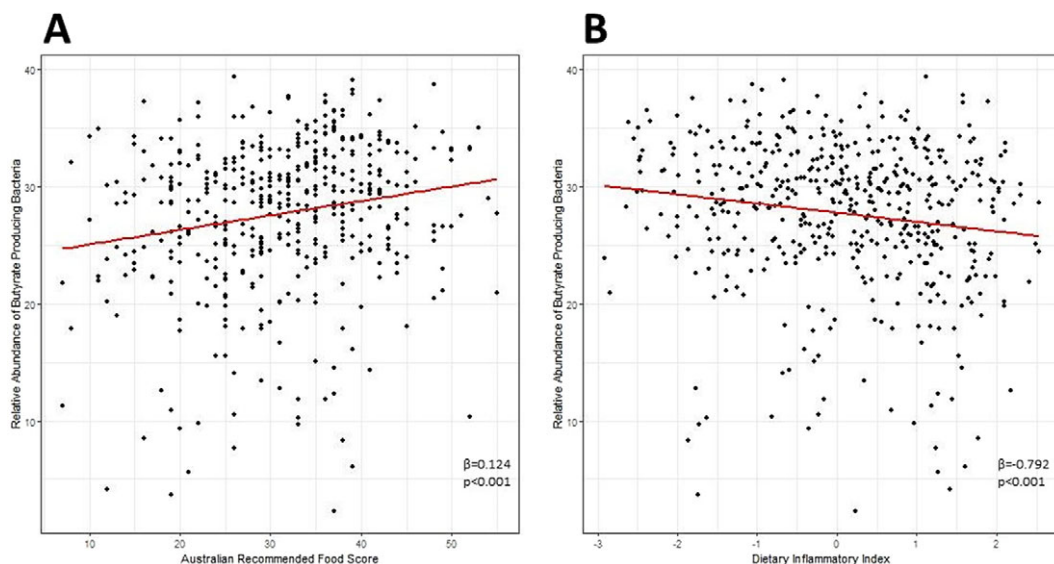 A
B
Relative Abundance of Butyrate Producing Bacteria
40
30
20
10
β=0.124
p<0.001
10 20 30 40 50
Australian Recommended Food Score
Relative Abundance of Butyrate Producing Bacteria
40
30
20
10
β=-0.792
p<0.001
-3 -2 -1 0 1 2
Dietary Inflammatory Index